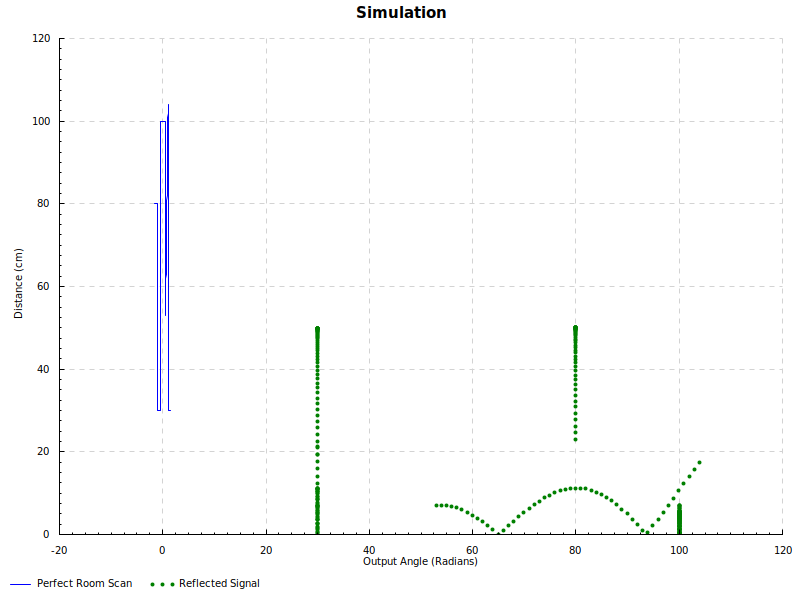 Simulation
120
100
80
60
40
20
0
Distance (cm)
-20 0 20 40 60 80 100 120
Output Angle (Radians)
Perfect Room Scan Reflected Signal